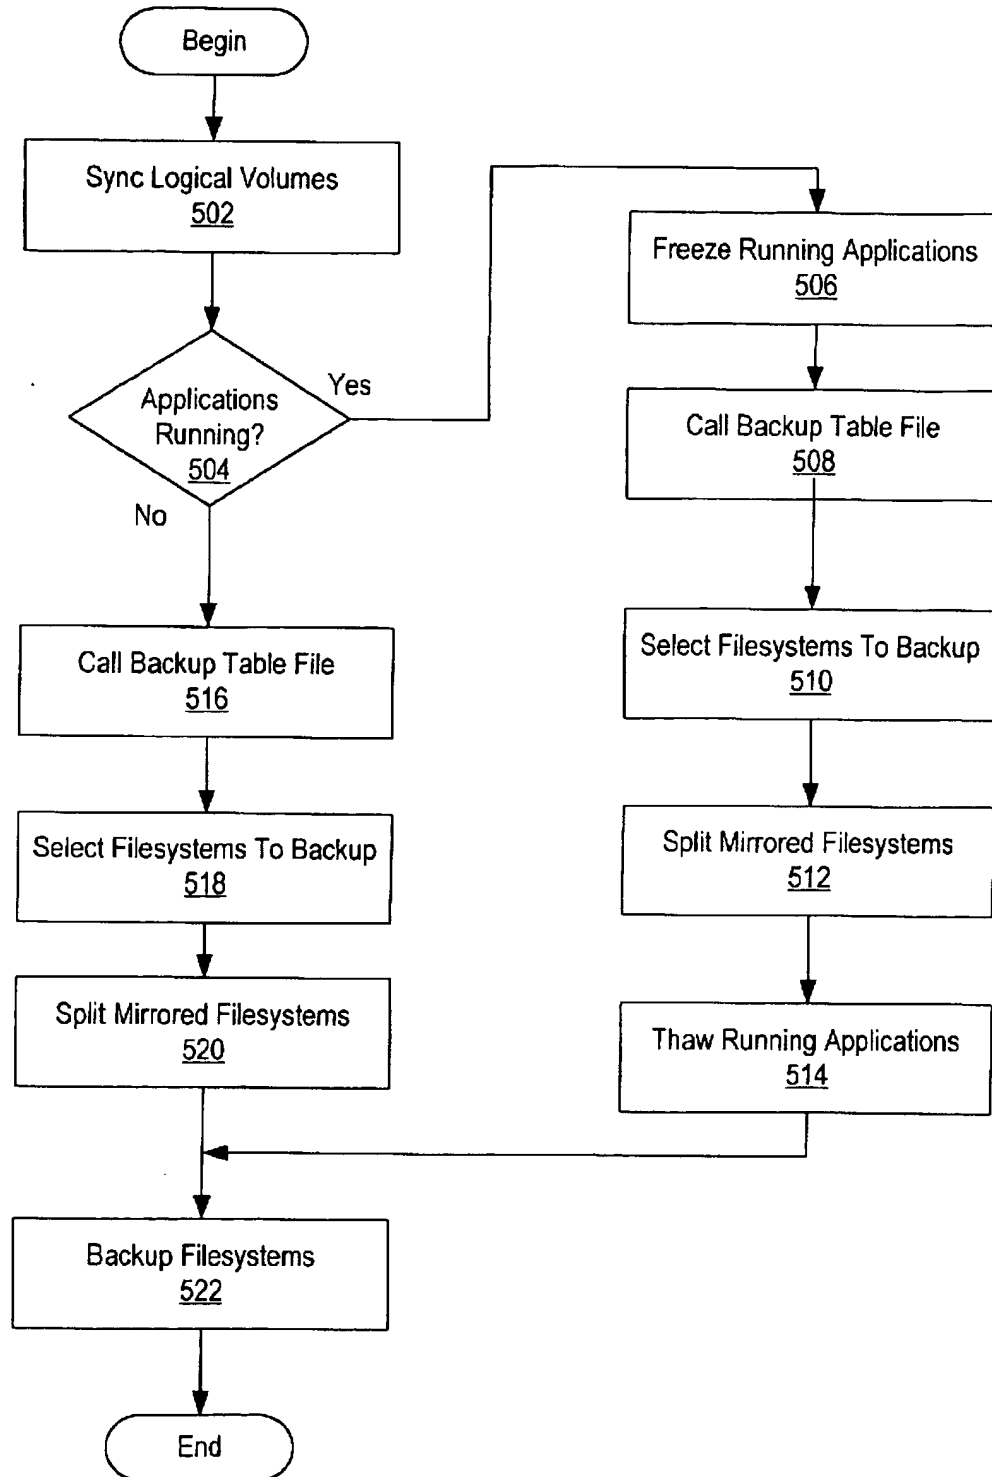 Begin
Sync Logical Volumes
502
Applications
Running?
504
Yes
No
Freeze Running Applications
506
Call Backup Table File
508
Select Filesystems To Backup
510
Split Mirrored Filesystems
512
Thaw Running Applications
514
Call Backup Table File
516
Select Filesystems To Backup
518
Split Mirrored Filesystems
520
Backup Filesystems
522
End